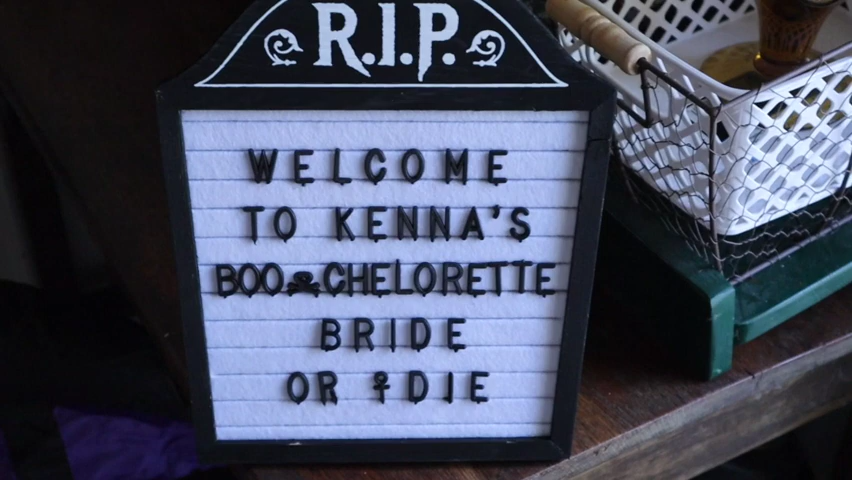 R.I.P.
WELCOME
TO KENNA'S
BOO☠CHELORETTE
BRIDE
OR ☥DIE